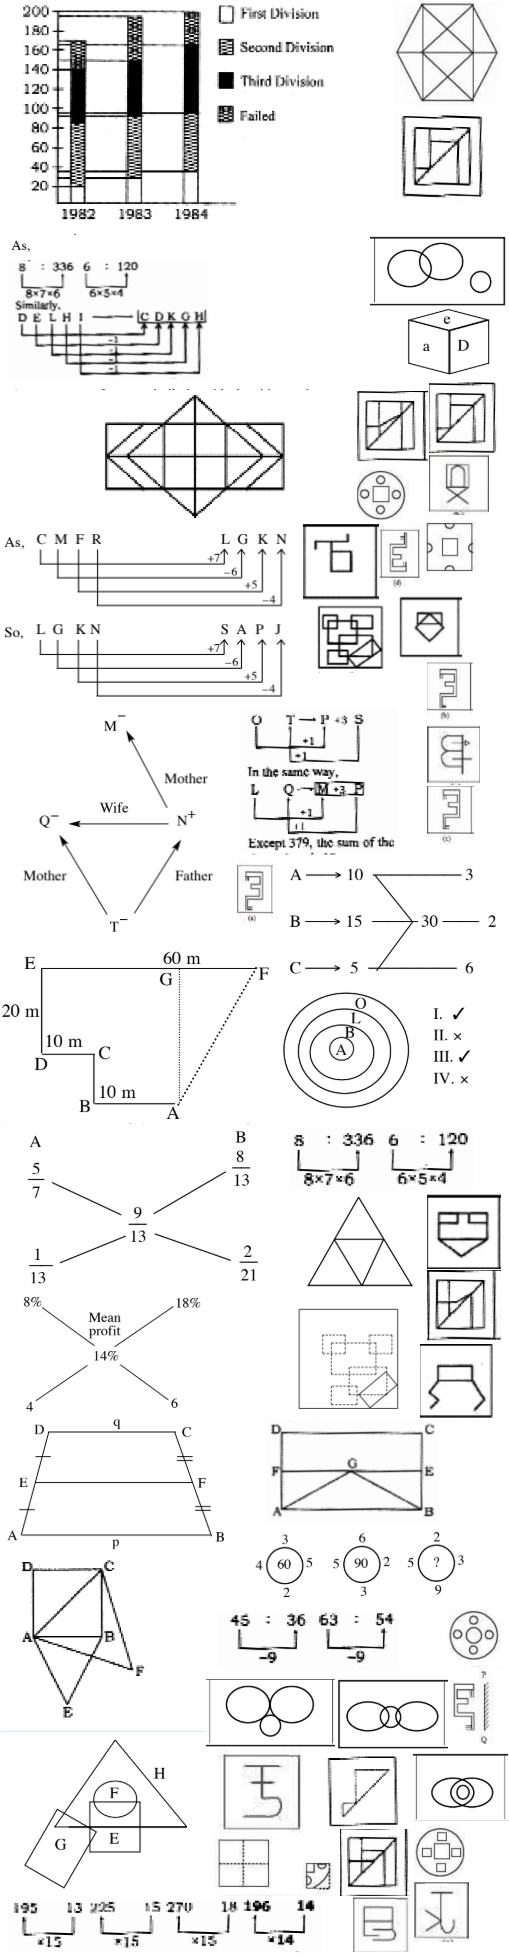 200
180
160
140
120
100
80
60
40
20
1982 1983 1984
First Division
Second Division
Third Division
Failed
As,
8 : 336 6 : 120
8×7×6 6×5×4
Similarly,
D E L H I C D K G H
-1
-1
-1
-1
e
a D
As, C M F R L G K N
+7
-6
+5
-4
So, L G K N S A P J
+7
-6
+5
-4
(d)
(b)
(c)
(a)
M−
Mother
Wife
Q− N+
Mother Father
T−
O T → P +3 S
+1
+1
In the same way,
L Q → M +3 P
+1
+1
Except 379, the sum of the
A → 10 3
B → 15 30 2
C → 5 6
E 60 m
G F
20 m
10 m
D C
10 m
B A
O
L
B
A
I. ✓
II. ×
III. ✓
IV. ×
A B
5/7 8/13
9/13
1/13 2/21
8 : 336 6 : 120
8×7×6 6×5×4
8% 18%
Mean
profit
14%
4 6
D q C
E F
A p B
D C
F G E
A B
3 6 2
4 60 5 5 90 2 5 ? 3
2 3 9
D C
A B
F
E
45 : 36 63 : 54
-9 -9
P
Q
H
F
G E
195 13 225 15 270 18 196 14
×15 ×15 ×15 ×14